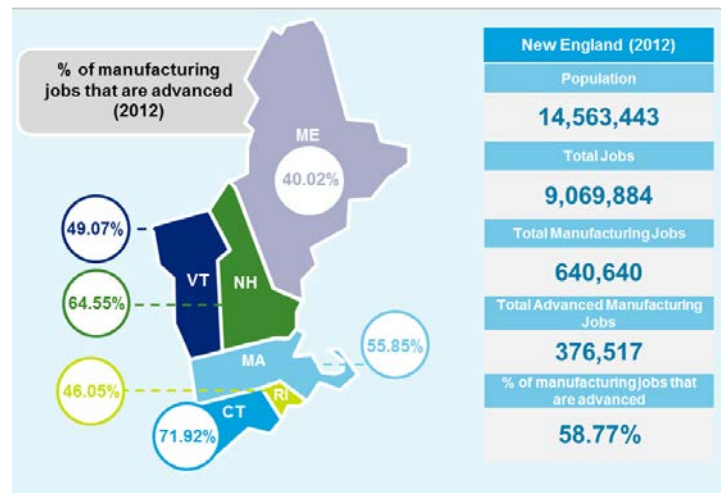 % of manufacturing
jobs that are advanced
(2012)
ME
40.02%
49.07%
VT
NH
64.55%
MA
55.85%
46.05%
RI
CT
71.92%
New England (2012)
Population
14,563,443
Total Jobs
9,069,884
Total Manufacturing Jobs
640,640
Total Advanced Manufacturing
Jobs
376,517
% of manufacturing jobs that
are advanced
58.77%